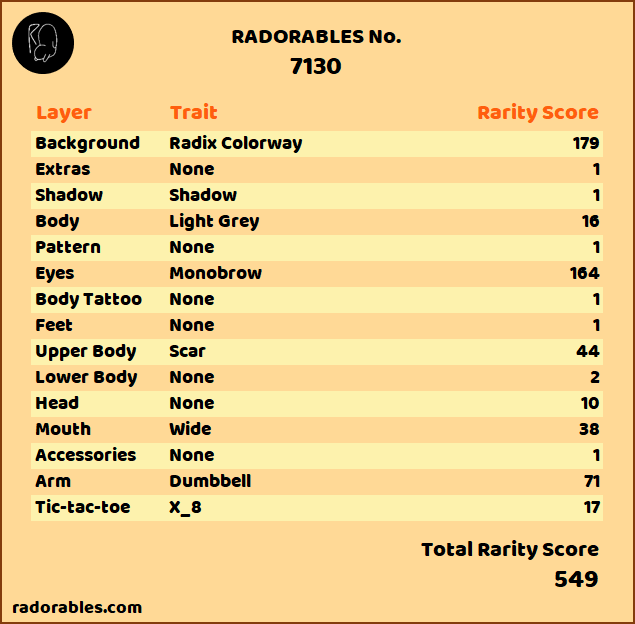 RADORABLES No.
7130
Layer Trait Rarity Score
Background Radix Colorway 179
Extras None 1
Shadow Shadow 1
Body Light Grey 16
Pattern None 1
Eyes Monobrow 164
Body Tattoo None 1
Feet None 1
Upper Body Scar 44
Lower Body None 2
Head None 10
Mouth Wide 38
Accessories None 1
Arm Dumbbell 71
Tic-tac-toe X_8 17
Total Rarity Score
549
radorables.com